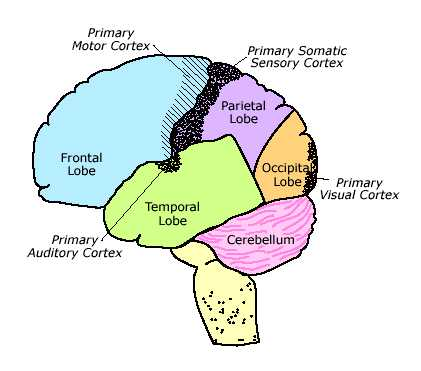 Primary
Motor Cortex
Primary Somatic
Sensory Cortex
Parietal
Lobe
Frontal
Lobe
Occipital
Lobe
Primary
Visual Cortex
Temporal
Lobe
Primary
Auditory Cortex
Cerebellum